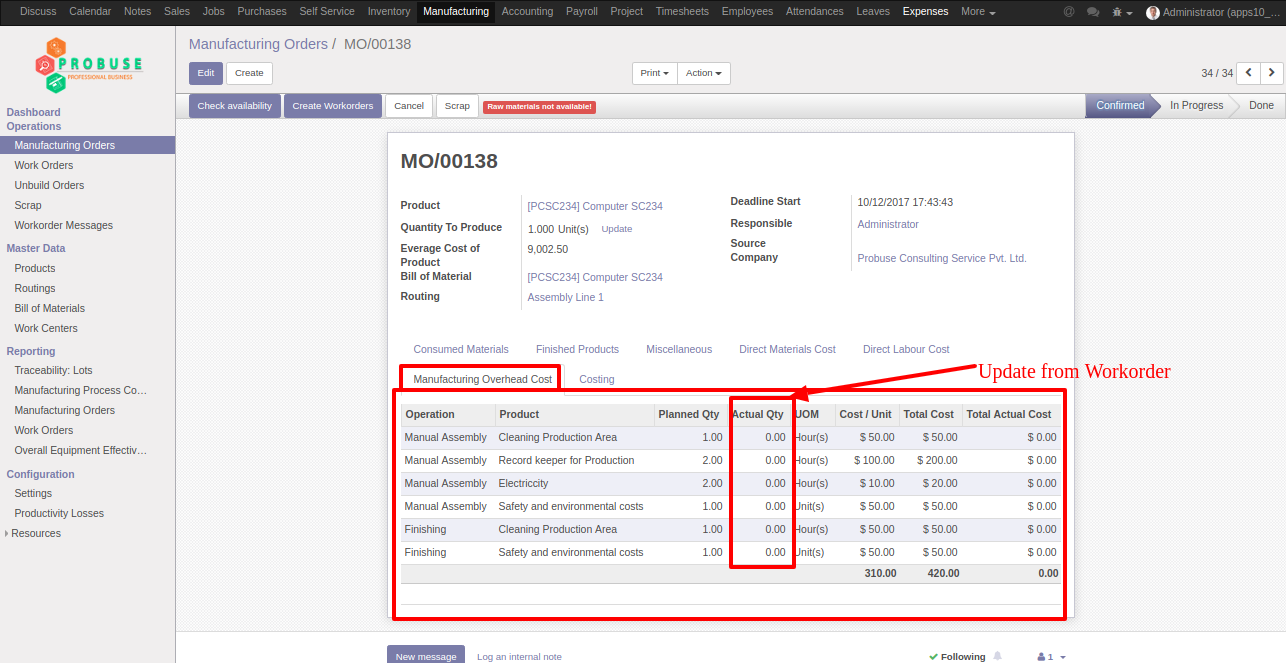 Discuss Calendar Notes Sales Jobs Purchases Self Service Inventory Manufacturing Accounting Payroll Project Timesheets Employees Attendances Leaves Expenses More @ Administrator (apps10_...
PROBUSE
PROFESSIONAL BUSINESS
Dashboard
Operations
Manufacturing Orders
Work Orders
Unbuild Orders
Scrap
Workorder Messages
Master Data
Products
Routings
Bill of Materials
Work Centers
Reporting
Traceability: Lots
Manufacturing Process Co...
Manufacturing Orders
Work Orders
Overall Equipment Effectiv...
Configuration
Settings
Productivity Losses
Resources
Manufacturing Orders / MO/00138
Edit Create Print Action 34 / 34
Check availability Create Workorders Cancel Scrap Raw materials not available! Confirmed In Progress Done
MO/00138
Product [PCSC234] Computer SC234
Quantity To Produce 1.000 Unit(s) Update
Everage Cost of Product 9,002.50
Bill of Material [PCSC234] Computer SC234
Routing Assembly Line 1
Deadline Start 10/12/2017 17:43:43
Responsible Administrator
Source
Company Probuse Consulting Service Pvt. Ltd.
Consumed Materials Finished Products Miscellaneous Direct Materials Cost Direct Labour Cost
Update from Workorder
Manufacturing Overhead Cost Costing
Operation Product Planned Qty Actual Qty UOM Cost / Unit Total Cost Total Actual Cost
Manual Assembly Cleaning Production Area 1.00 0.00 Hour(s) $ 50.00 $ 50.00 $ 0.00
Manual Assembly Record keeper for Production 2.00 0.00 Hour(s) $ 100.00 $ 200.00 $ 0.00
Manual Assembly Electriccity 2.00 0.00 Hour(s) $ 10.00 $ 20.00 $ 0.00
Manual Assembly Safety and environmental costs 1.00 0.00 Unit(s) $ 50.00 $ 50.00 $ 0.00
Finishing Cleaning Production Area 1.00 0.00 Hour(s) $ 50.00 $ 50.00 $ 0.00
Finishing Safety and environmental costs 1.00 0.00 Unit(s) $ 50.00 $ 50.00 $ 0.00
310.00 420.00 0.00
New message Log an internal note Following 1